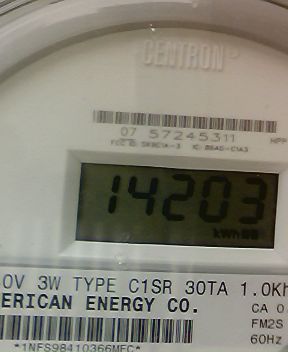 CENTRON
07 57245311
14203
kWh
0V 3W TYPE C1SR 30TA 1.0Kh
ERICAN ENERGY CO.
CA 0.
FM2S
60Hz
*1NFS98410366MFC*